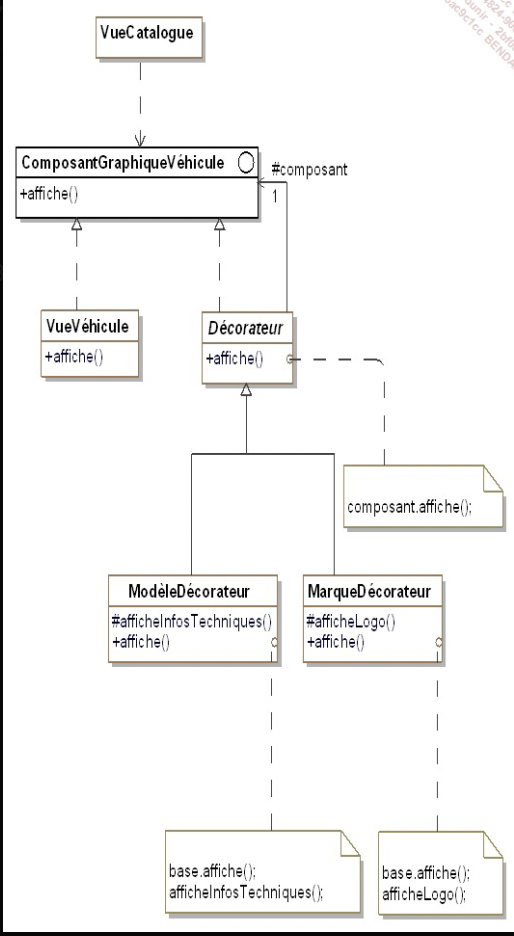 VueCatalogue
ComposantGraphiqueVéhicule
+affiche()
#composant
1
VueVéhicule
+affiche()
Décorateur
+affiche()
composant.affiche();
ModèleDécorateur
#afficheInfosTechniques()
+affiche()
MarqueDécorateur
#afficheLogo()
+affiche()
base.affiche();
afficheInfosTechniques();
base.affiche();
afficheLogo();